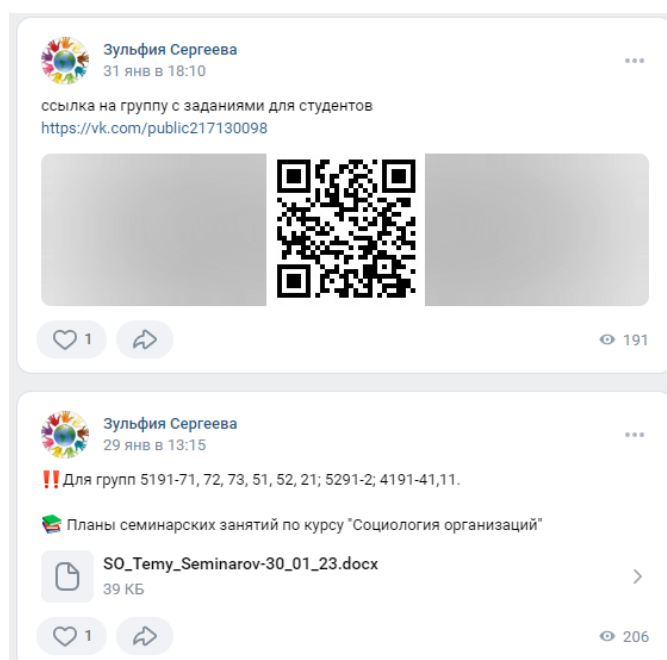 Зульфия Сергеева
31 янв в 18:10
ссылка на группу с заданиями для студентов
https://vk.com/public217130098
1
191
Зульфия Сергеева
29 янв в 13:15
‼️Для групп 5191-71, 72, 73, 51, 52, 21; 5291-2; 4191-41,11.
📚 Планы семинарских занятий по курсу "Социология организаций"
SO_Temy_Seminarov-30_01_23.docx
39 КБ
1
206